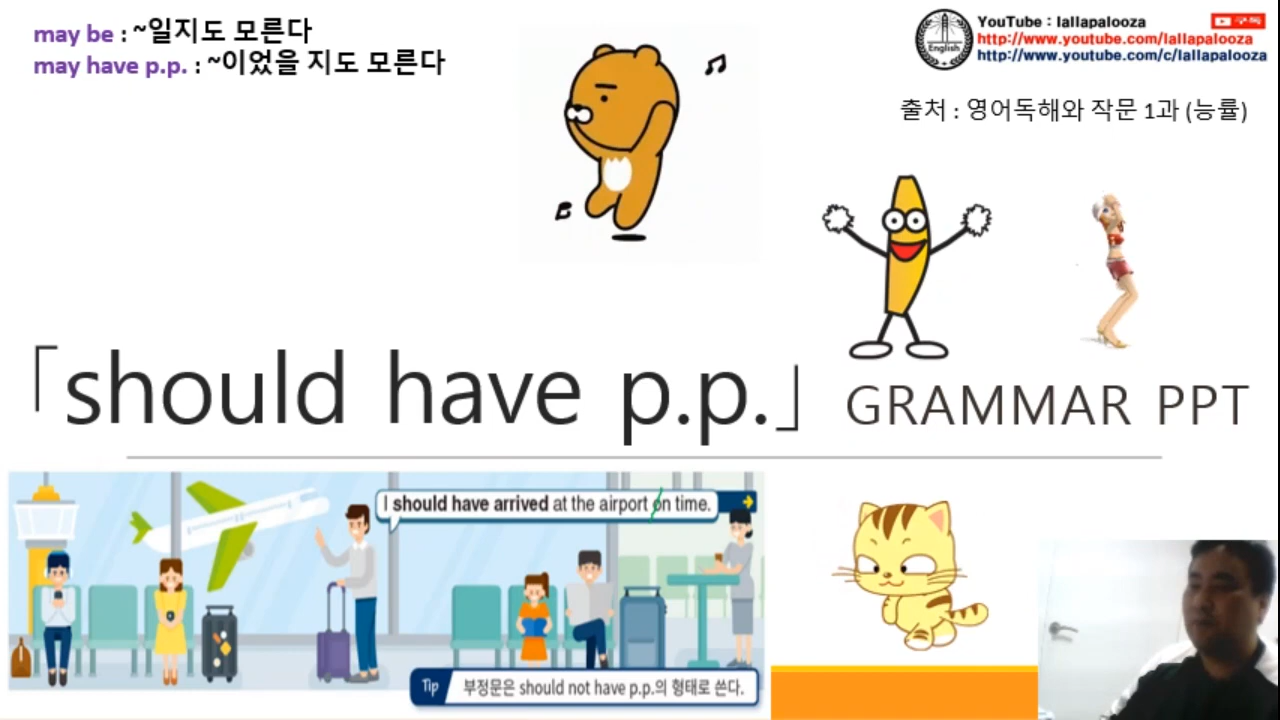 may be : ~일지도 모른다
may have p.p. : ~이었을 지도 모른다
English
YouTube : lallapalooza
구독
http://www.youtube.com/lallapalooza
http://www.youtube.com/c/lallapalooza
출처 : 영어독해와 작문 1과 (능률)
「should have p.p.」 GRAMMAR PPT
I should have arrived at the airport on time.
Tip 부정문은 should not have p.p.의 형태로 쓴다.